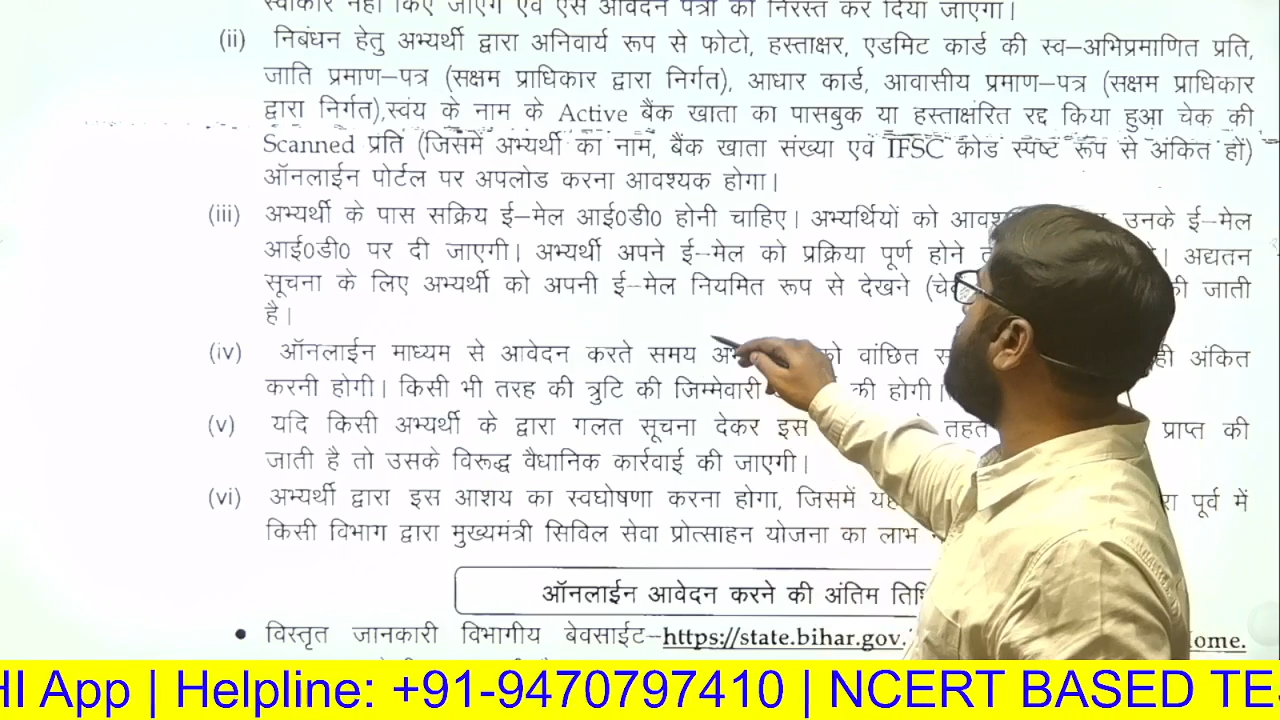 स्वीकार नहीं किए जाएंगे एवं ऐसे आवेदन पत्रों को निरस्त कर दिया जाएगा।
(ii) निबंधन हेतु अभ्यर्थी द्वारा अनिवार्य रूप से फोटो, हस्ताक्षर, एडमिट कार्ड की स्व–अभिप्रमाणित प्रति,
जाति प्रमाण–पत्र (सक्षम प्राधिकार द्वारा निर्गत), आधार कार्ड, आवासीय प्रमाण–पत्र (सक्षम प्राधिकार
द्वारा निर्गत),स्वंय के नाम के Active बैंक खाता का पासबुक या हस्ताक्षरित रद्द किया हुआ चेक की
Scanned प्रति (जिसमें अभ्यर्थी का नाम, बैंक खाता संख्या एवं IFSC कोड स्पष्ट रूप से अंकित हों)
ऑनलाईन पोर्टल पर अपलोड करना आवश्यक होगा।
(iii) अभ्यर्थी के पास सक्रिय ई–मेल आई0डी0 होनी चाहिए। अभ्यर्थियों को उनके ई–मेल
आई0डी0 पर दी जाएगी। अभ्यर्थी अपने ई–मेल को प्रक्रिया पूर्ण होने । अद्यतन
सूचना के लिए अभ्यर्थी को अपनी ई–मेल नियमित रूप से देखने की जाती
है।
(iv) ऑनलाईन माध्यम से आवेदन करते समय को वांछित ही अंकित
करनी होगी। किसी भी तरह की त्रुटि की जिम्मेवारी की होगी।
(v) यदि किसी अभ्यर्थी के द्वारा गलत सूचना देकर इस तहत प्राप्त की
जाती है तो उसके विरूद्ध वैधानिक कार्रवाई की जाएगी।
(vi) अभ्यर्थी द्वारा इस आशय का स्वघोषणा करना होगा, जिसमें पूर्व में
किसी विभाग द्वारा मुख्यमंत्री सिविल सेवा प्रोत्साहन योजना का लाभ
ऑनलाईन आवेदन करने की अंतिम
• विस्तृत जानकारी विभागीय बेवसाईट–https://state.bihar.gov. ome.
HI App | Helpline: +91-9470797410 | NCERT BASED